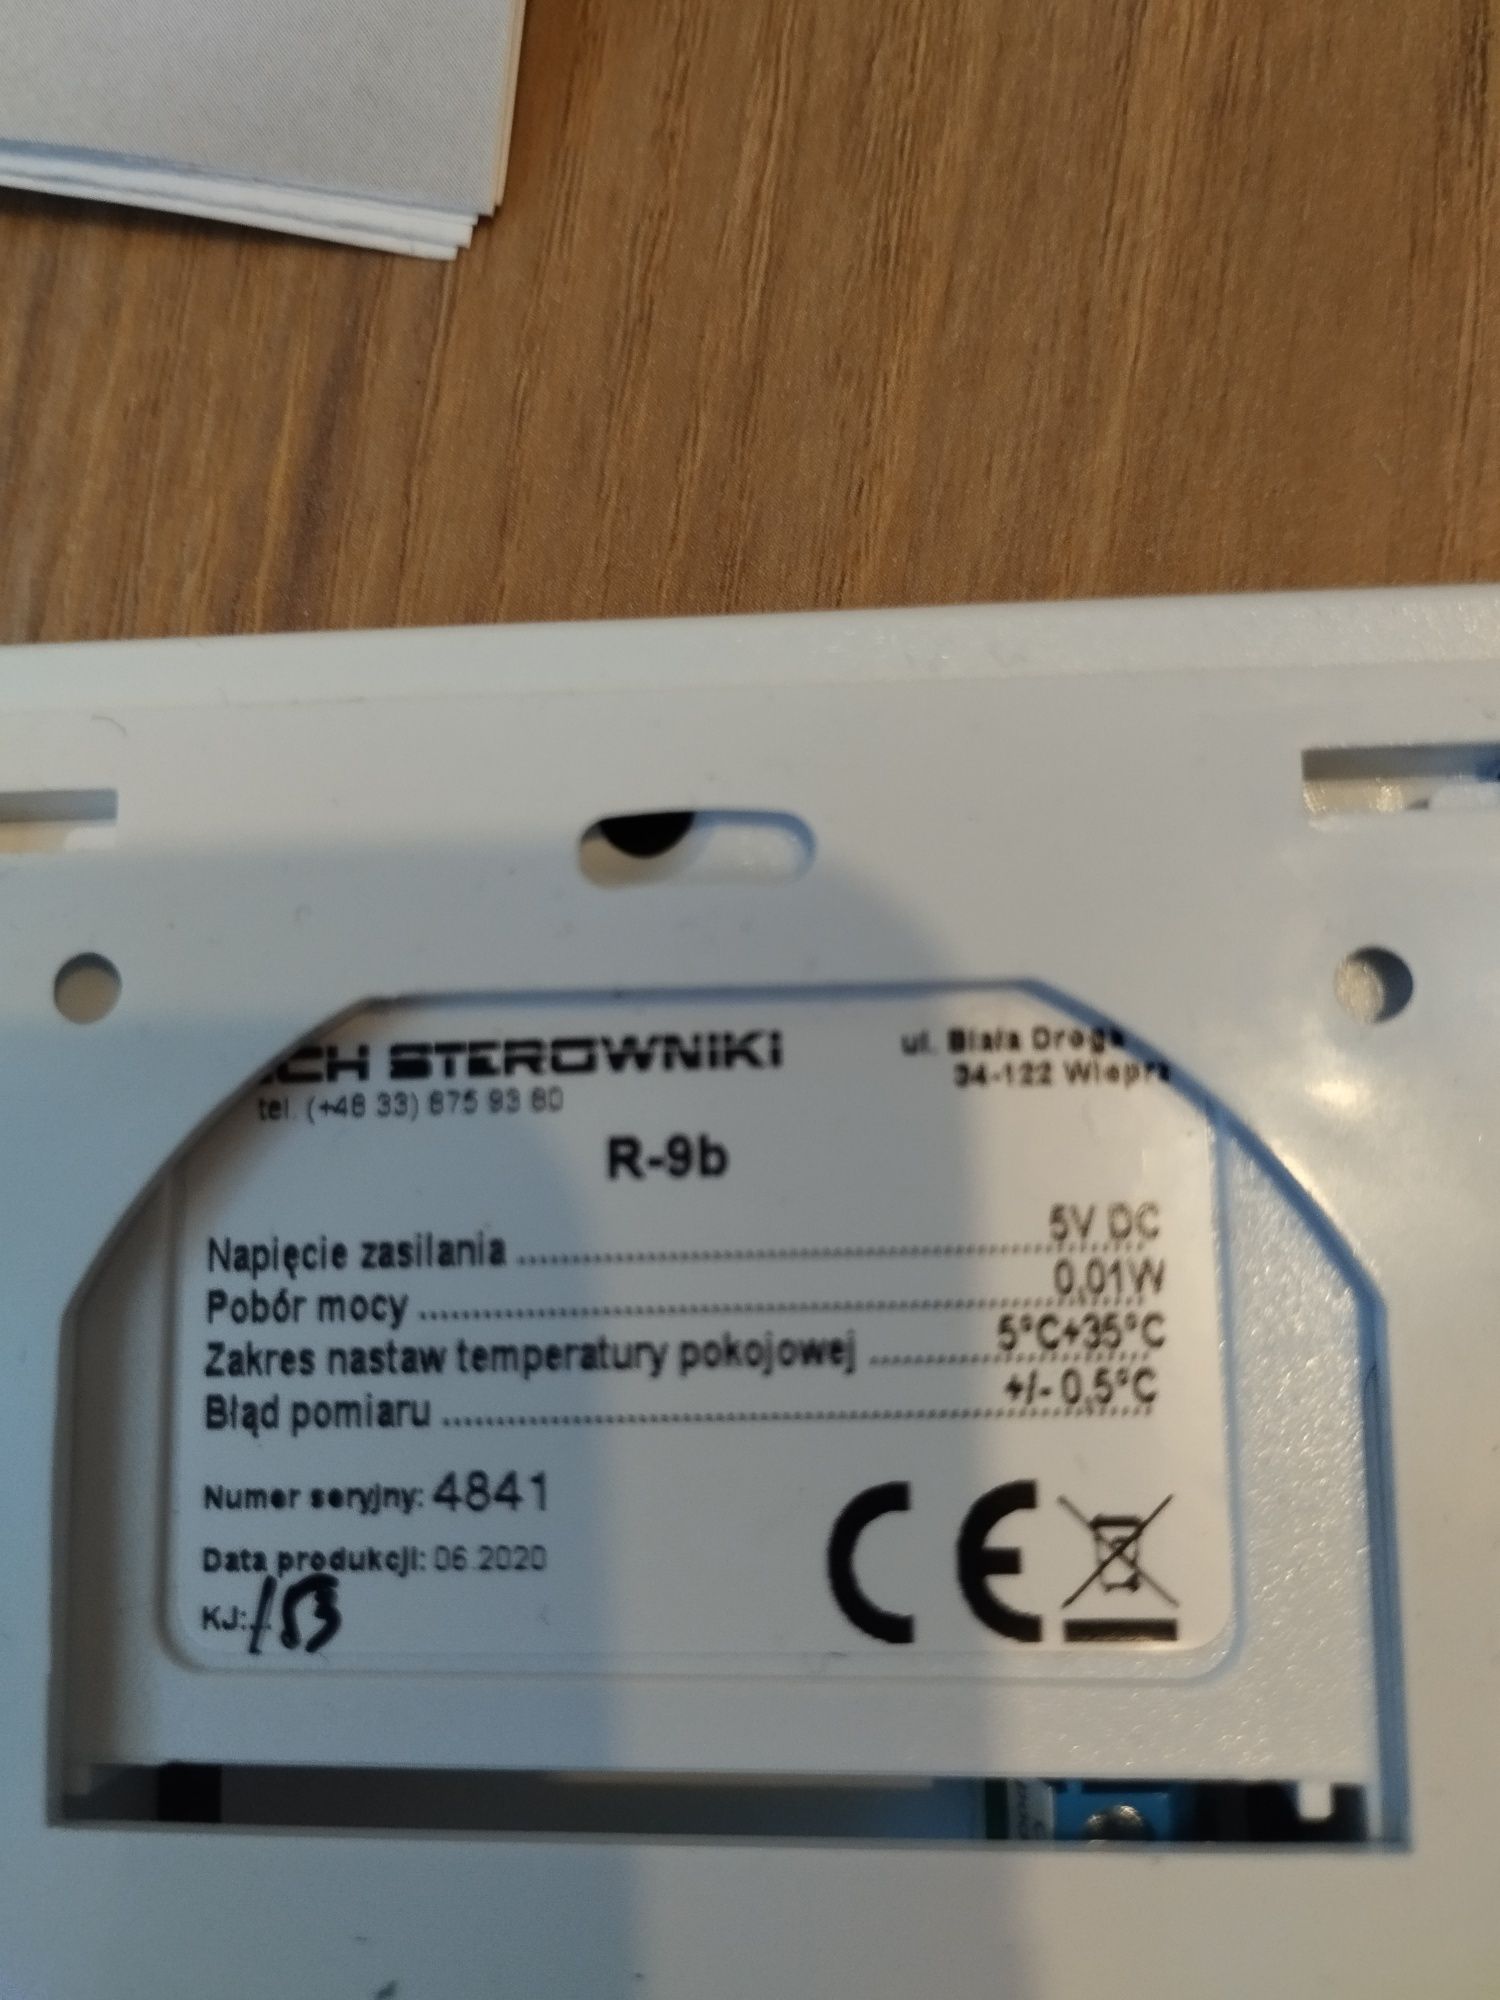 ECH STEROWNIKI
tel. (+48 33) 875 93 80
ul. Biała Droga
34-122 Wieprz
R-9b
Napięcie zasilania 5V DC
Pobór mocy 0,01W
Zakres nastaw temperatury pokojowej 5°C÷35°C
Błąd pomiaru +/- 0,5°C
Numer seryjny: 4841
Data produkcji: 06.2020
KJ:
CE